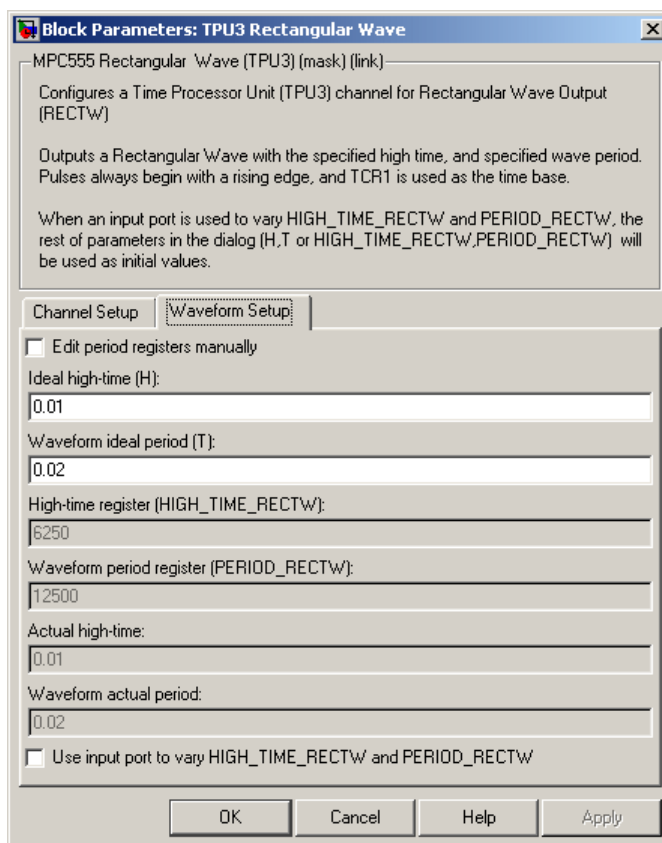 Block Parameters: TPU3 Rectangular Wave
MPC555 Rectangular Wave (TPU3) (mask) (link)
Configures a Time Processor Unit (TPU3) channel for Rectangular Wave Output
(RECTW)
Outputs a Rectangular Wave with the specified high time, and specified wave period.
Pulses always begin with a rising edge, and TCR1 is used as the time base.
When an input port is used to vary HIGH_TIME_RECTW and PERIOD_RECTW, the
rest of parameters in the dialog (H,T or HIGH_TIME_RECTW,PERIOD_RECTW) will
be used as initial values.
Channel Setup Waveform Setup
Edit period registers manually
Ideal high-time (H):
0.01
Waveform ideal period (T):
0.02
High-time register (HIGH_TIME_RECTW):
6250
Waveform period register (PERIOD_RECTW):
12500
Actual high-time:
0.01
Waveform actual period:
0.02
Use input port to vary HIGH_TIME_RECTW and PERIOD_RECTW
OK Cancel Help Apply